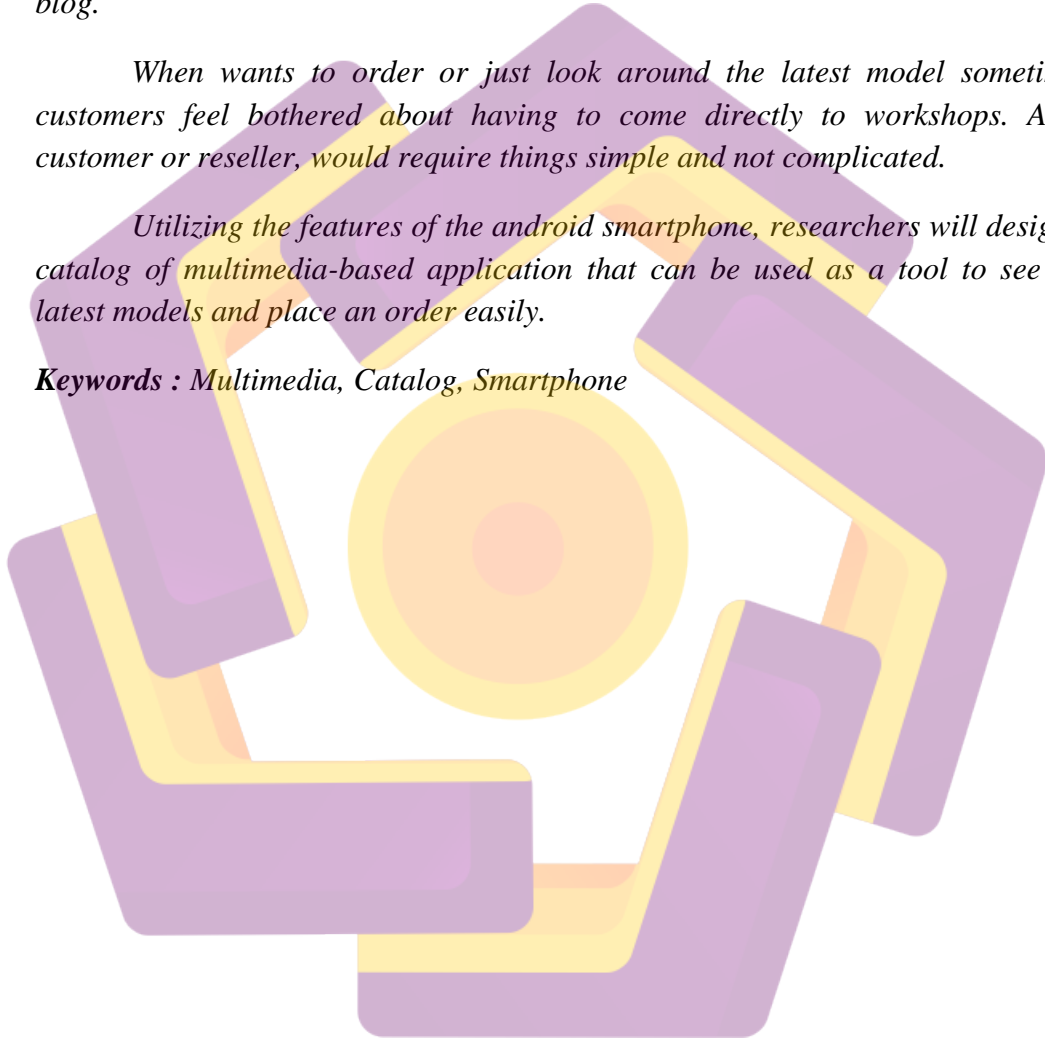 blog.
When wants to order or just look around the latest model someti
customers feel bothered about having to come directly to workshops. A
customer or reseller, would require things simple and not complicated.
Utilizing the features of the android smartphone, researchers will desig
catalog of multimedia-based application that can be used as a tool to see
latest models and place an order easily.
Keywords : Multimedia, Catalog, Smartphone